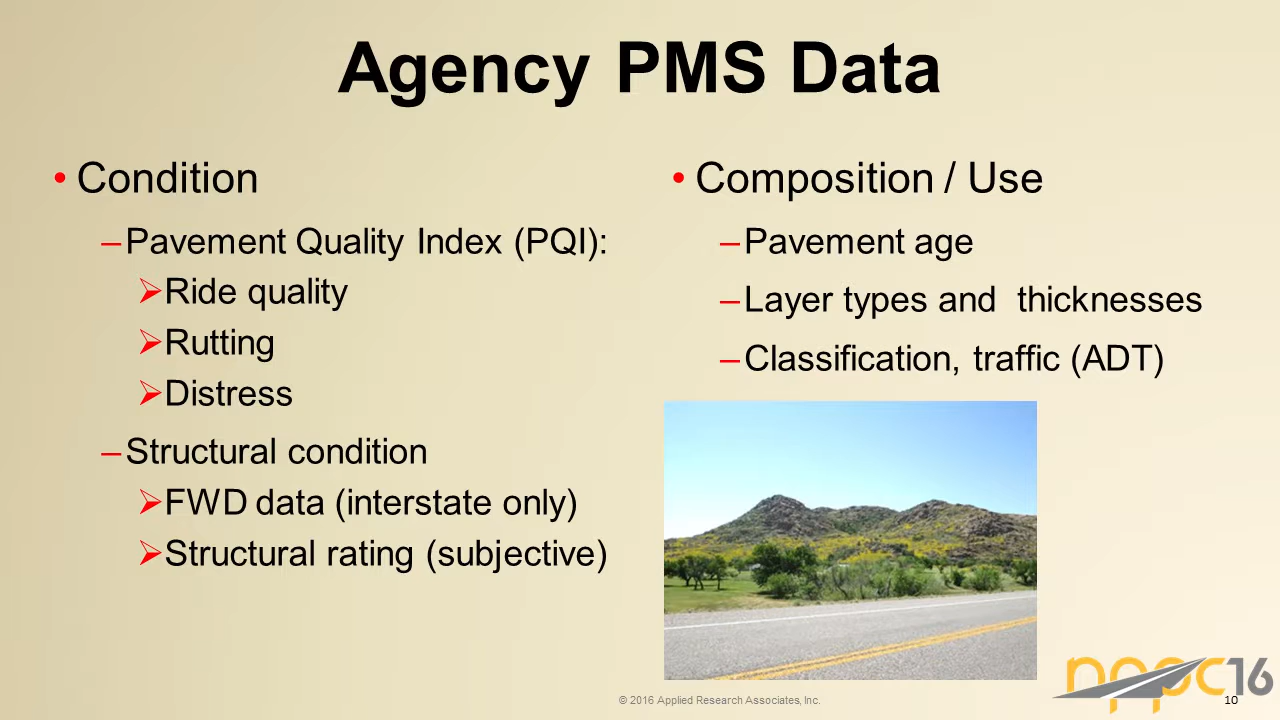 Agency PMS Data
• Condition
– Pavement Quality Index (PQI):
➢ Ride quality
➢ Rutting
➢ Distress
– Structural condition
➢ FWD data (interstate only)
➢ Structural rating (subjective)
• Composition / Use
– Pavement age
– Layer types and  thicknesses
– Classification, traffic (ADT)
© 2016 Applied Research Associates, Inc.
nppc16
10